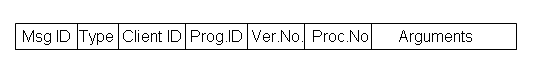 Msg ID Type Client ID Prog.ID Ver.No. Proc.No Arguments